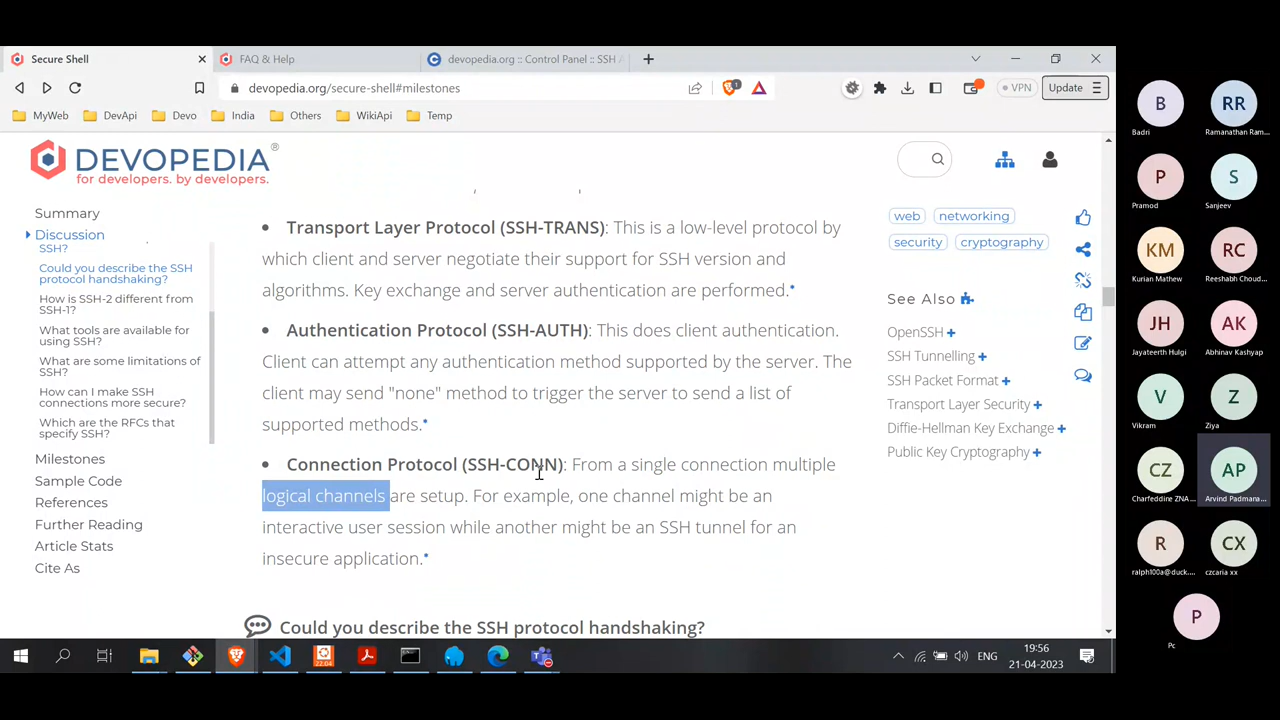 Secure Shell
FAQ & Help
devopedia.org :: Control Panel :: SSH
devopedia.org/secure-shell#milestones
VPN
Update
MyWeb
DevApi
Devo
India
Others
WikiApi
Temp
DEVOPEDIA
for developers. by developers.
Summary
Discussion
SSH?
Could you describe the SSH
protocol handshaking?
How is SSH-2 different from
SSH-1?
What tools are available for
using SSH?
What are some limitations of
SSH?
How can I make SSH
connections more secure?
Which are the RFCs that
specify SSH?
Milestones
Sample Code
References
Further Reading
Article Stats
Cite As
• Transport Layer Protocol (SSH-TRANS): This is a low-level protocol by
which client and server negotiate their support for SSH version and
algorithms. Key exchange and server authentication are performed.
• Authentication Protocol (SSH-AUTH): This does client authentication.
Client can attempt any authentication method supported by the server. The
client may send "none" method to trigger the server to send a list of
supported methods.
• Connection Protocol (SSH-CONN): From a single connection multiple
logical channels are setup. For example, one channel might be an
interactive user session while another might be an SSH tunnel for an
insecure application.
Could you describe the SSH protocol handshaking?
web networking
security cryptography
See Also
OpenSSH +
SSH Tunnelling +
SSH Packet Format +
Transport Layer Security +
Diffie-Hellman Key Exchange +
Public Key Cryptography +
ENG
19:56
21-04-2023
B
Badri
RR
Ramanathan Ram...
P
Pramod
S
Sanjeev
KM
Kurian Mathew
RC
Reeshabh Choud...
JH
Jayateerth Hulgi
AK
Abhinav Kashyap
V
Vikram
Z
Ziya
CZ
Charfeddine ZNA...
AP
Arvind Padmana...
R
ralph100a@duck....
CX
czcaria xx
P
Pc